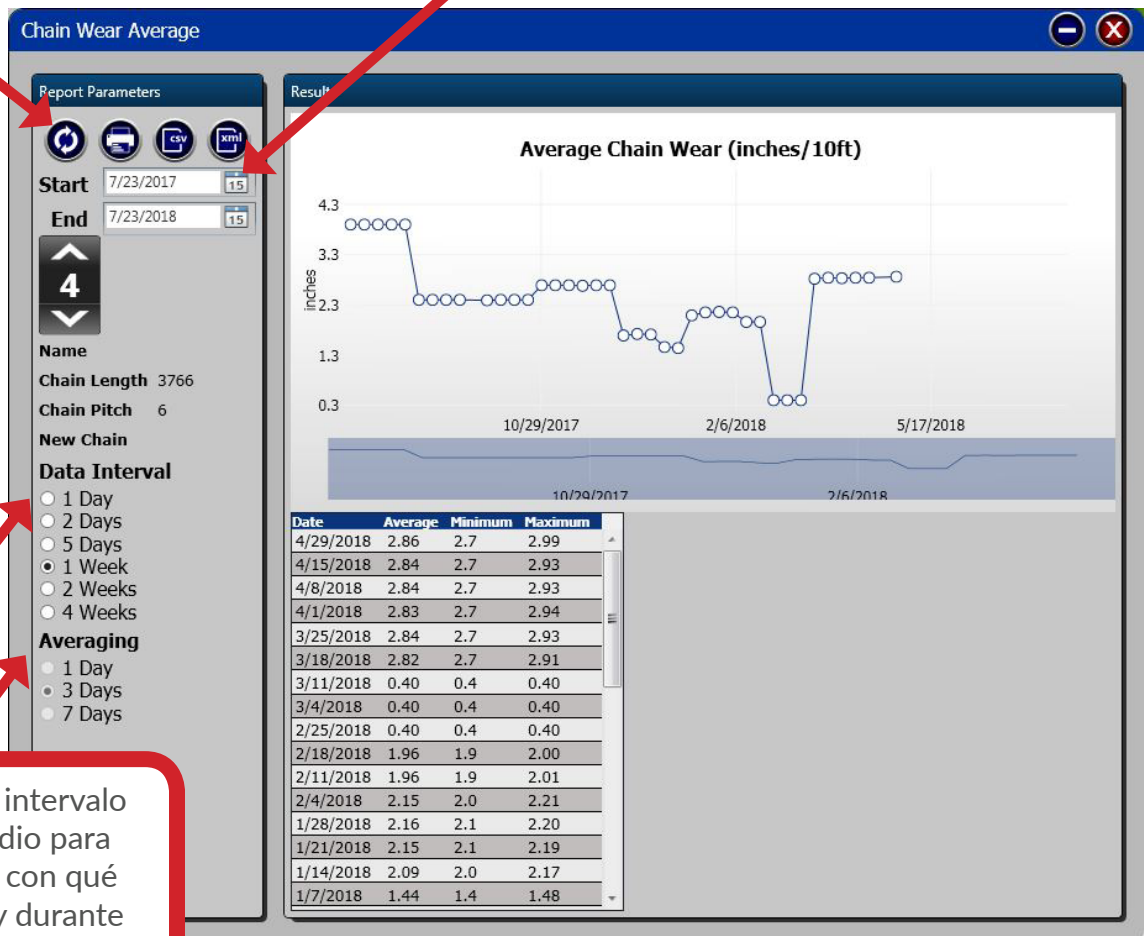 Chain Wear Average
Report Parameters
csv
xml
Start 7/23/2017 15
End 7/23/2018 15
4
Name
Chain Length 3766
Chain Pitch 6
New Chain
Data Interval
1 Day
2 Days
5 Days
1 Week
2 Weeks
4 Weeks
Averaging
1 Day
3 Days
7 Days
intervalo
para
con qué
y durante
Result
Average Chain Wear (inches/10ft)
inches
4.3
3.3
2.3
1.3
0.3
10/29/2017 2/6/2018 5/17/2018
10/29/2017 2/6/2018
Date Average Minimum Maximum
4/29/2018 2.86 2.7 2.99
4/15/2018 2.84 2.7 2.93
4/8/2018 2.84 2.7 2.93
4/1/2018 2.83 2.7 2.94
3/25/2018 2.84 2.7 2.93
3/18/2018 2.82 2.7 2.91
3/11/2018 0.40 0.4 0.40
3/4/2018 0.40 0.4 0.40
2/25/2018 0.40 0.4 0.40
2/18/2018 1.96 1.9 2.00
2/11/2018 1.96 1.9 2.01
2/4/2018 2.15 2.0 2.21
1/28/2018 2.16 2.1 2.20
1/21/2018 2.15 2.1 2.19
1/14/2018 2.09 2.0 2.17
1/7/2018 1.44 1.4 1.48